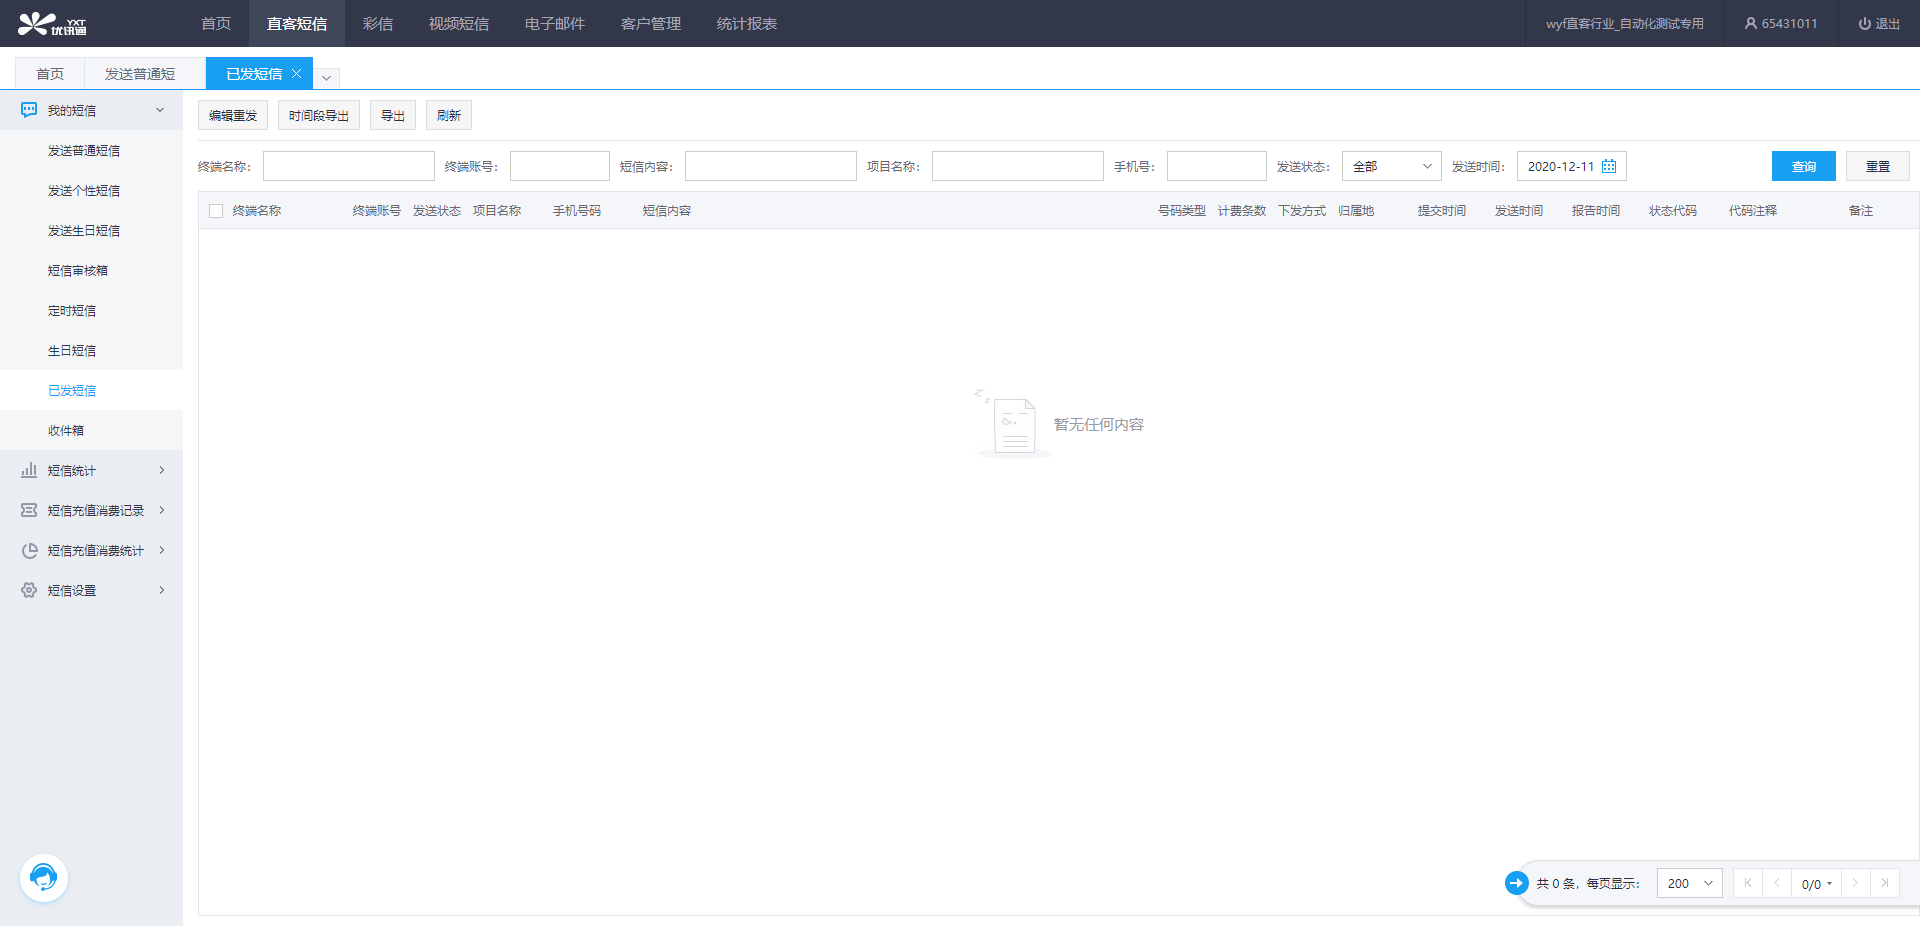 YXT
优讯通
首页 直客短信 彩信 视频短信 电子邮件 客户管理 统计报表 wyf直客行业_自动化测试专用 65431011 退出
首页 发送普通短 已发短信
我的短信
发送普通短信
发送个性短信
发送生日短信
短信审核箱
定时短信
生日短信
已发短信
收件箱
短信统计
短信充值消费记录
短信充值消费统计
短信设置
编辑重发 时间段导出 导出 刷新
终端名称: 终端账号: 短信内容: 项目名称: 手机号: 发送状态: 全部 发送时间: 2020-12-11 查询 重置
终端名称 终端账号 发送状态 项目名称 手机号码 短信内容 号码类型 计费条数 下发方式 归属地 提交时间 发送时间 报告时间 状态代码 代码注释 备注
暂无任何内容
共 0 条，每页显示: 200 0/0